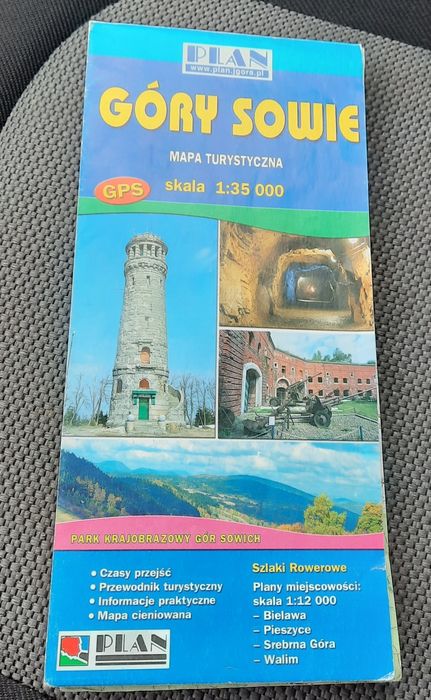 PLAN
www.plan.jgora.pl
GÓRY SOWIE
MAPA TURYSTYCZNA
GPS skala 1:35 000
PARK KRAJOBRAZOWY GÓR SOWICH
• Czasy przejść
• Przewodnik turystyczny
• Informacje praktyczne
• Mapa cieniowana
PLAN
Szlaki Rowerowe
Plany miejscowości:
skala 1:12 000
– Bielawa
– Pieszyce
– Srebrna Góra
– Walim